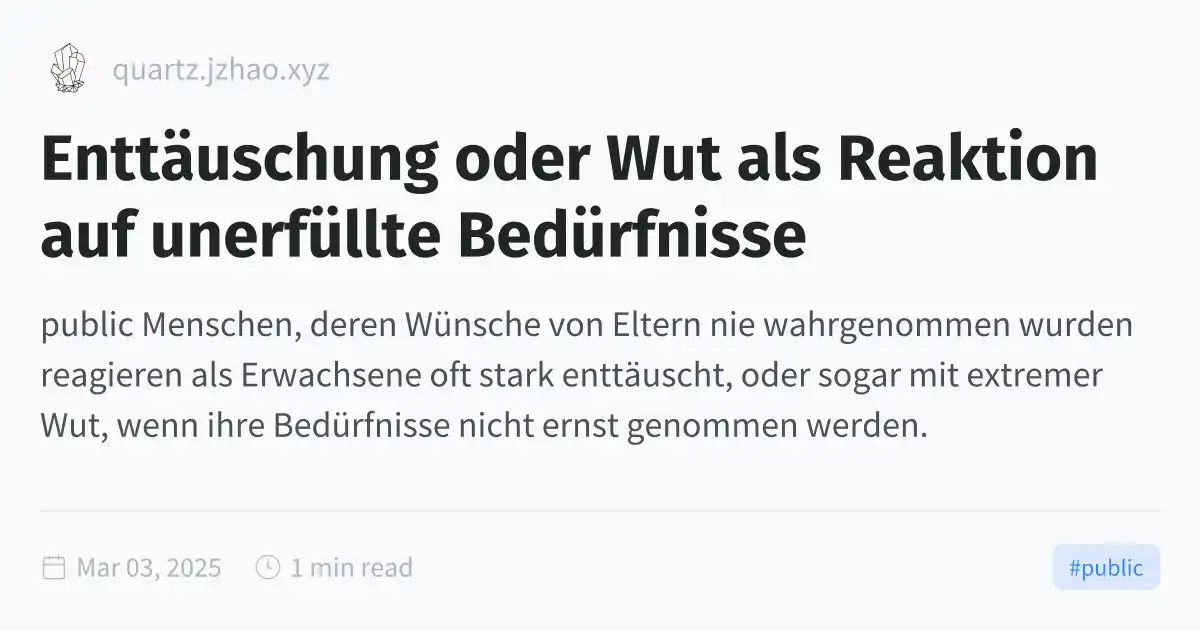 quartz.jzhao.xyz
Enttäuschung oder Wut als Reaktion
auf unerfüllte Bedürfnisse
public Menschen, deren Wünsche von Eltern nie wahrgenommen wurden
reagieren als Erwachsene oft stark enttäuscht, oder sogar mit extremer
Wut, wenn ihre Bedürfnisse nicht ernst genommen werden.
Mar 03, 2025 1 min read #public